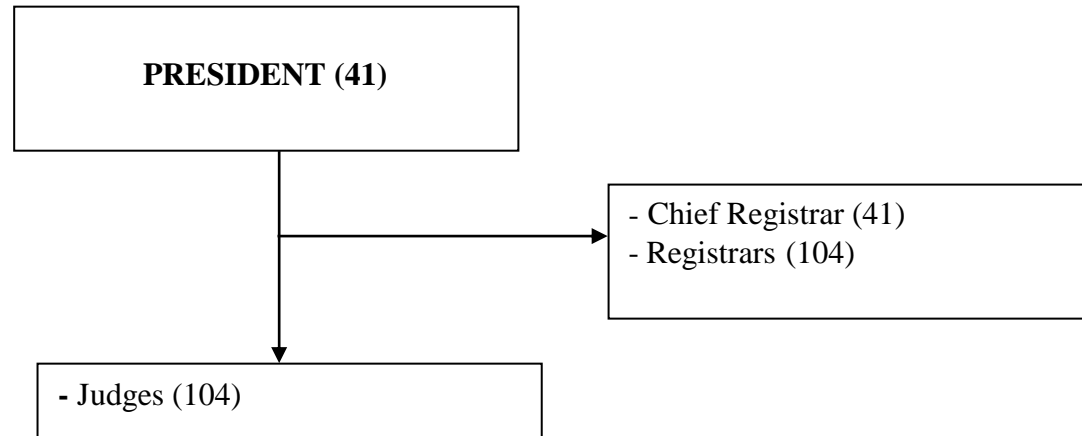 PRESIDENT (41)
- Chief Registrar (41)
- Registrars (104)
- Judges (104)